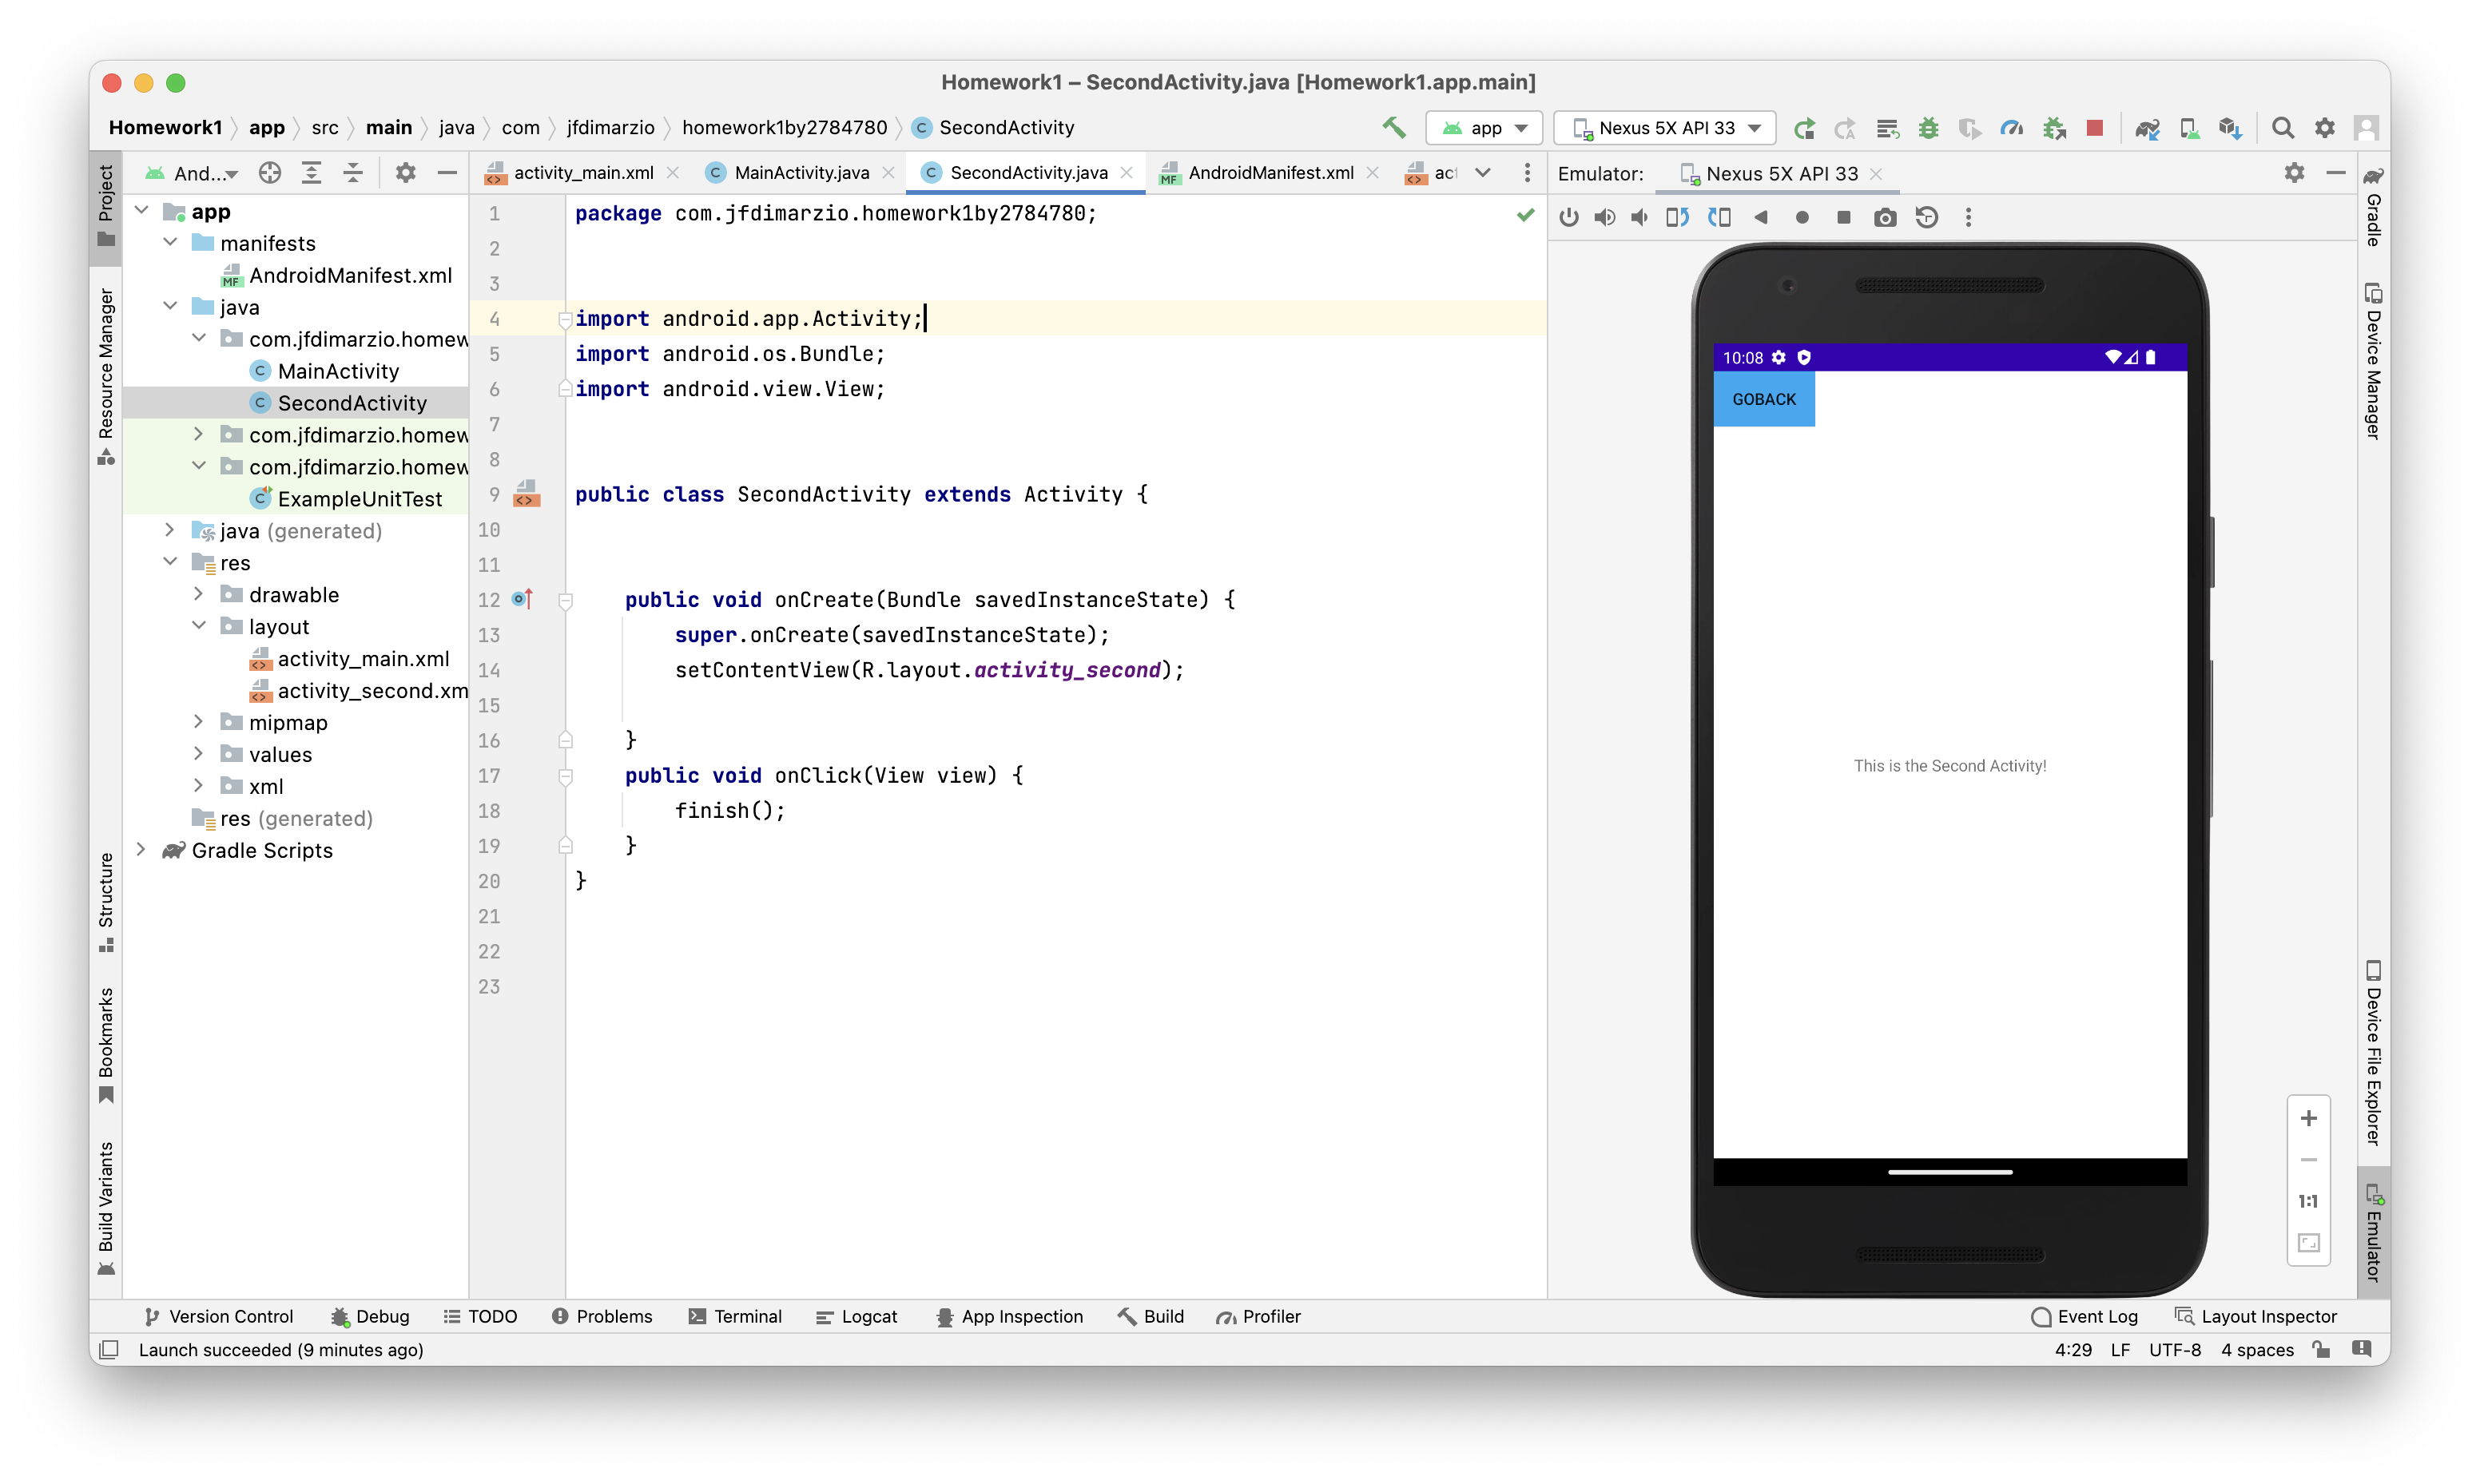 Homework1 – SecondActivity.java [Homework1.app.main]
Homework1 app src main java com jfdimarzio homework1by2784780 SecondActivity
app
Nexus 5X API 33
And...
activity_main.xml
MainActivity.java
SecondActivity.java
AndroidManifest.xml
act
Emulator: Nexus 5X API 33
Project
Resource Manager
Structure
Bookmarks
Build Variants
app
manifests
AndroidManifest.xml
java
com.jfdimarzio.homew
MainActivity
SecondActivity
com.jfdimarzio.homew
com.jfdimarzio.homew
ExampleUnitTest
java (generated)
res
drawable
layout
activity_main.xml
activity_second.xm
mipmap
values
xml
res (generated)
Gradle Scripts
1 package com.jfdimarzio.homework1by2784780;
2
3
4 import android.app.Activity;
5 import android.os.Bundle;
6 import android.view.View;
7
8
9 public class SecondActivity extends Activity {
10
11
12 public void onCreate(Bundle savedInstanceState) {
13 super.onCreate(savedInstanceState);
14 setContentView(R.layout.activity_second);
15
16 }
17 public void onClick(View view) {
18 finish();
19 }
20 }
21
22
23
10:08
GOBACK
This is the Second Activity!
1:1
Gradle
Device Manager
Device File Explorer
Emulator
Version Control
Debug
TODO
Problems
Terminal
Logcat
App Inspection
Build
Profiler
Event Log
Layout Inspector
Launch succeeded (9 minutes ago)
4:29 LF UTF-8 4 spaces